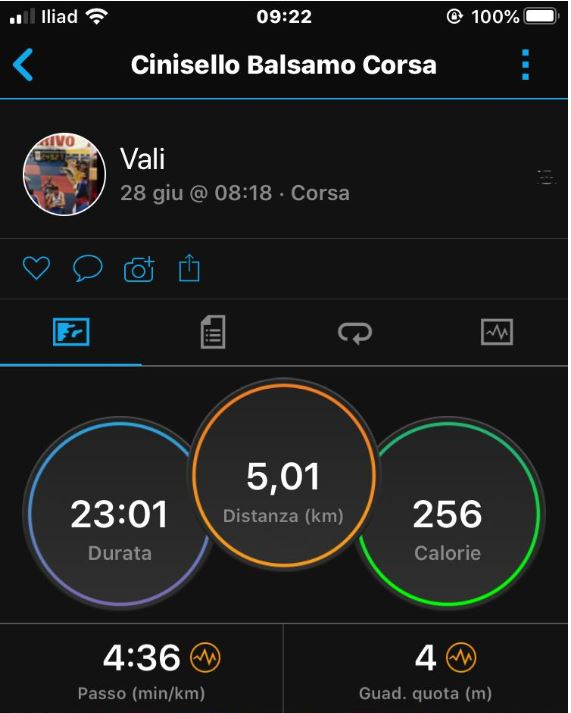 Iliad 09:22 100%
Cinisello Balsamo Corsa
Vali
28 giu @ 08:18 · Corsa
5,01
Distanza (km)
23:01
Durata
256
Calorie
4:36
Passo (min/km)
4
Guad. quota (m)